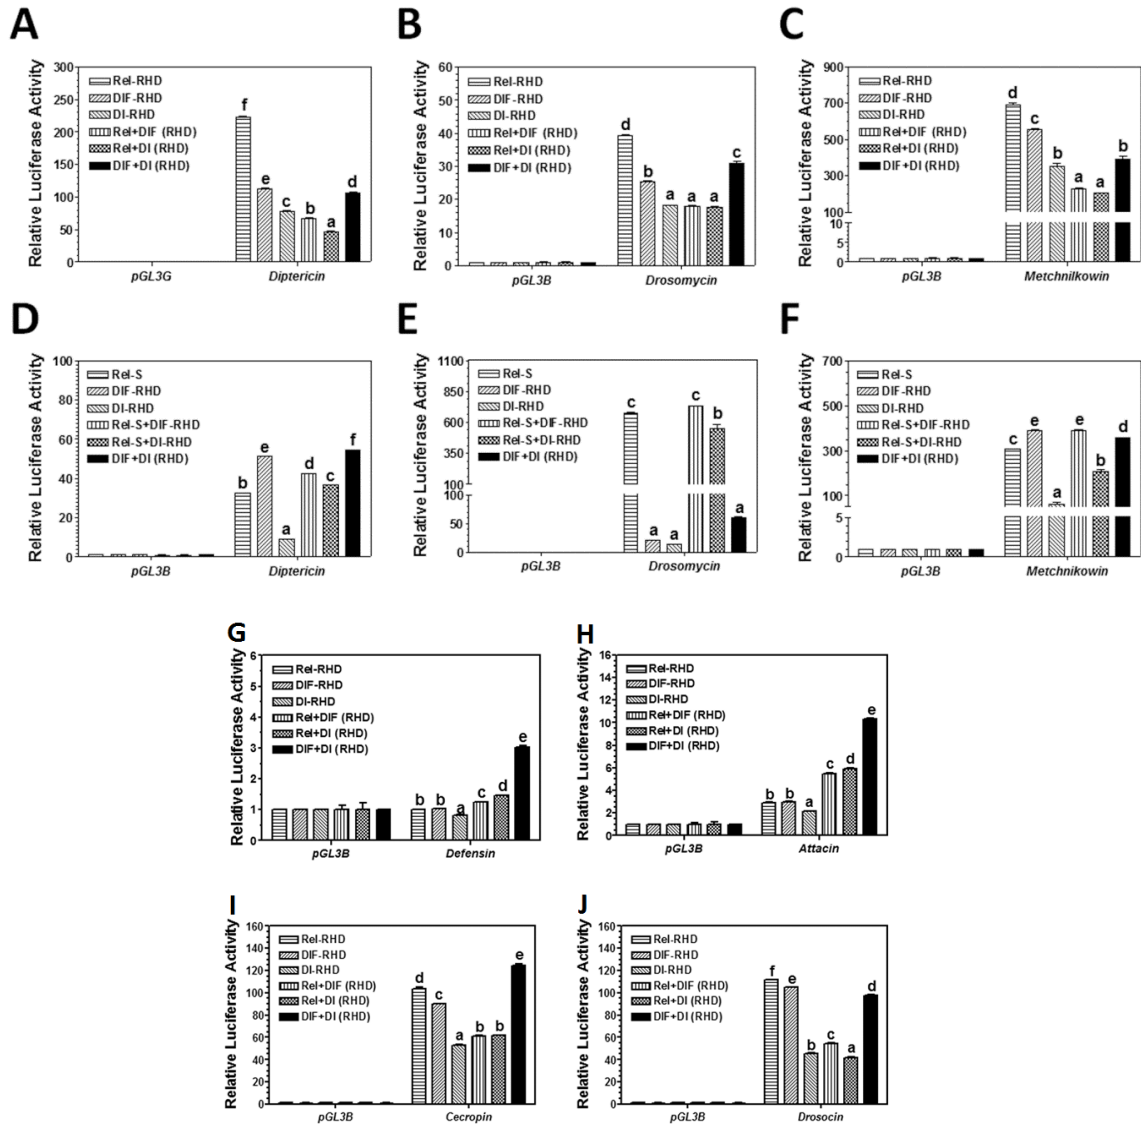 A
Relative Luciferase Activity
300
250
200
150
100
50
0
Rel-RHD
DIF-RHD
DI-RHD
Rel+DIF (RHD)
Rel+DI (RHD)
DIF+DI (RHD)
f
e
c
b
a
d
pGL3G
Diptericin
B
Relative Luciferase Activity
60
50
40
30
20
10
0
Rel-RHD
DIF-RHD
DI-RHD
Rel+DIF (RHD)
Rel+DI (RHD)
DIF+DI (RHD)
d
b
a
a
a
c
pGL3B
Drosomycin
C
Relative Luciferase Activity
900
700
500
300
100
10
5
0
Rel-RHD
DIF-RHD
DI-RHD
Rel+DIF (RHD)
Rel+DI (RHD)
DIF+DI (RHD)
d
c
b
a
a
b
pGL3B
Metchnilkowin
D
Relative Luciferase Activity
100
80
60
40
20
0
Rel-S
DIF-RHD
DI-RHD
Rel-S+DIF-RHD
Rel-S+DI-RHD
DIF+DI (RHD)
b
e
a
d
c
f
pGL3B
Diptericin
E
Relative Luciferase Activity
1100
850
600
350
100
100
50
0
Rel-S
DIF-RHD
DI-RHD
Rel-S+DIF-RHD
Rel-S+DI-RHD
DIF+DI (RHD)
c
a
a
c
b
a
pGL3B
Drosomycin
F
Relative Luciferase Activity
700
500
300
100
5
0
Rel-S
DIF-RHD
DI-RHD
Rel-S+DIF-RHD
Rel-S+DI-RHD
DIF+DI (RHD)
c
e
a
e
b
d
pGL3B
Metchnikowin
G
Relative Luciferase Activity
6
5
4
3
2
1
0
Rel-RHD
DIF-RHD
DI-RHD
Rel+DIF (RHD)
Rel+DI (RHD)
DIF+DI (RHD)
b
b
a
c
d
e
pGL3B
Defensin
H
Relative Luciferase Activity
16
14
12
10
8
6
4
2
0
Rel-RHD
DIF-RHD
DI-RHD
Rel+DIF (RHD)
Rel+DI (RHD)
DIF+DI (RHD)
b
b
a
c
d
e
pGL3B
Attacin
I
Relative Luciferase Activity
160
140
120
100
80
60
40
20
0
Rel-RHD
DIF-RHD
DI-RHD
Rel+DIF (RHD)
Rel+DI (RHD)
DIF+DI (RHD)
d
c
a
b
b
e
pGL3B
Cecropin
J
Relative Luciferase Activity
160
140
120
100
80
60
40
20
0
Rel-RHD
DIF-RHD
DI-RHD
Rel+DIF (RHD)
Rel+DI (RHD)
DIF+DI (RHD)
f
e
b
c
a
d
pGL3B
Drosocin